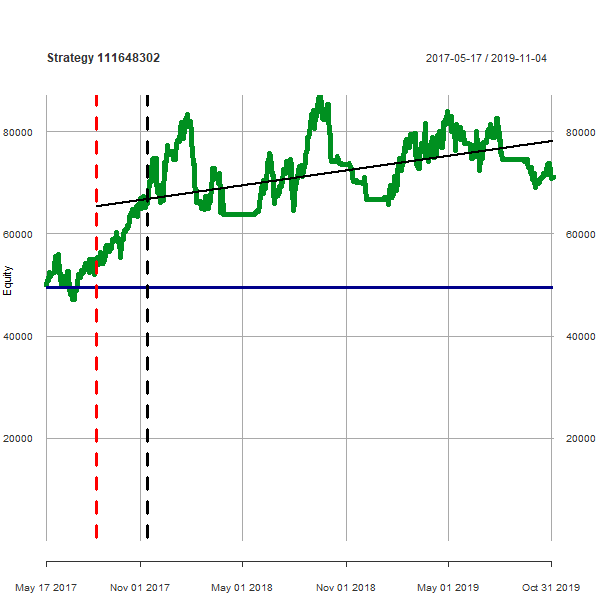 Strategy 111648302 2017-05-17 / 2019-11-04
80000 80000
60000 60000
Equity
40000 40000
20000 20000
May 17 2017 Nov 01 2017 May 01 2018 Nov 01 2018 May 01 2019 Oct 31 2019